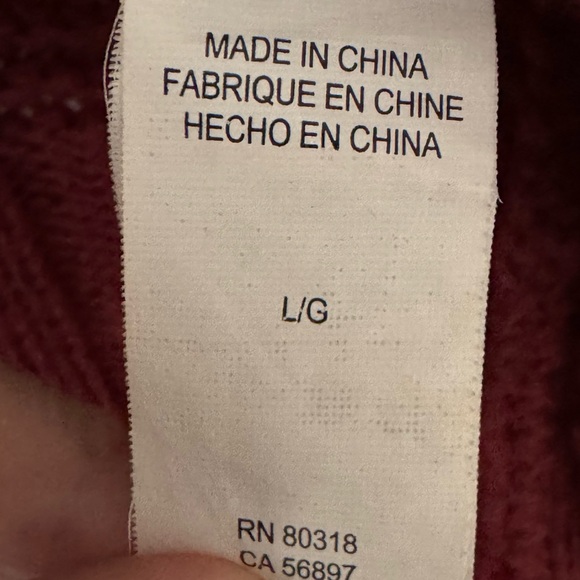 MADE IN CHINA
FABRIQUE EN CHINE
HECHO EN CHINA
L/G
RN 80318
CA 56897